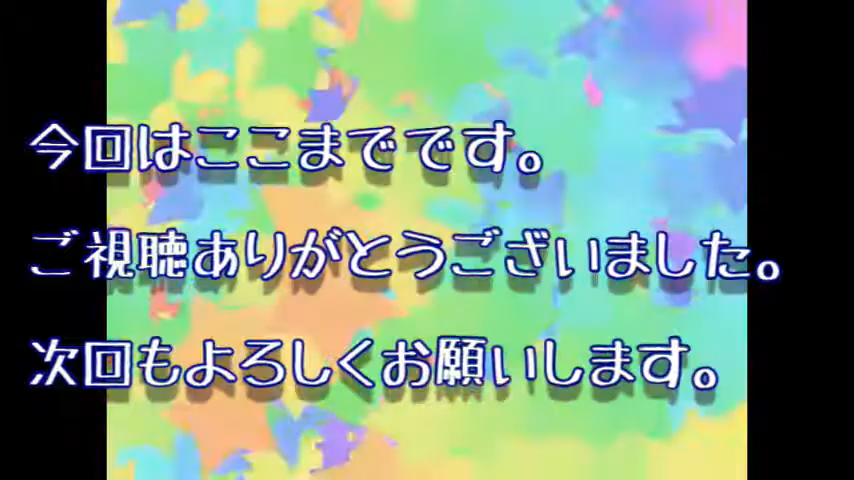 今回はここまでです。
ご視聴ありがとうございました。
次回もよろしくお願いします。